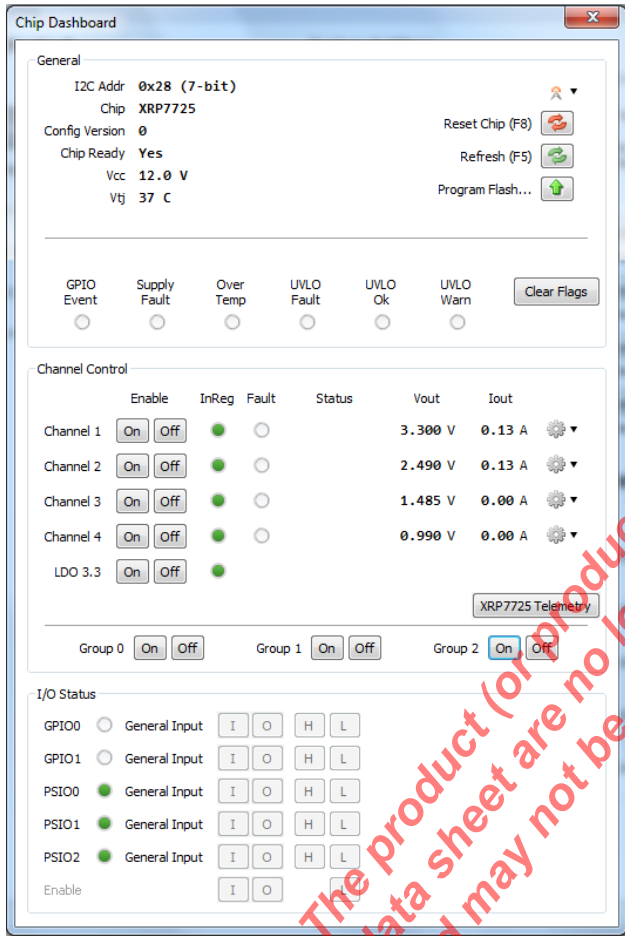 Chip Dashboard
General
I2C Addr 0x28 (7-bit)
Chip XRP7725
Config Version 0
Chip Ready Yes
Vcc 12.0 V
Vtj 37 C
Reset Chip (F8)
Refresh (F5)
Program Flash...
GPIO Event
Supply Fault
Over Temp
UVLO Fault
UVLO Ok
UVLO Warn
Clear Flags
Channel Control
Enable InReg Fault Status Vout Iout
Channel 1 On Off 3.300 V 0.13 A
Channel 2 On Off 2.490 V 0.13 A
Channel 3 On Off 1.485 V 0.00 A
Channel 4 On Off 0.990 V 0.00 A
LDO 3.3 On Off
XRP7725 Telemetry
Group 0 On Off Group 1 On Off Group 2 On Off
I/O Status
GPIO0 General Input I O H L
GPIO1 General Input I O H L
PSIO0 General Input I O H L
PSIO1 General Input I O H L
PSIO2 General Input I O H L
Enable I O L
The product (or produc
data sheet are no lo
d may not be